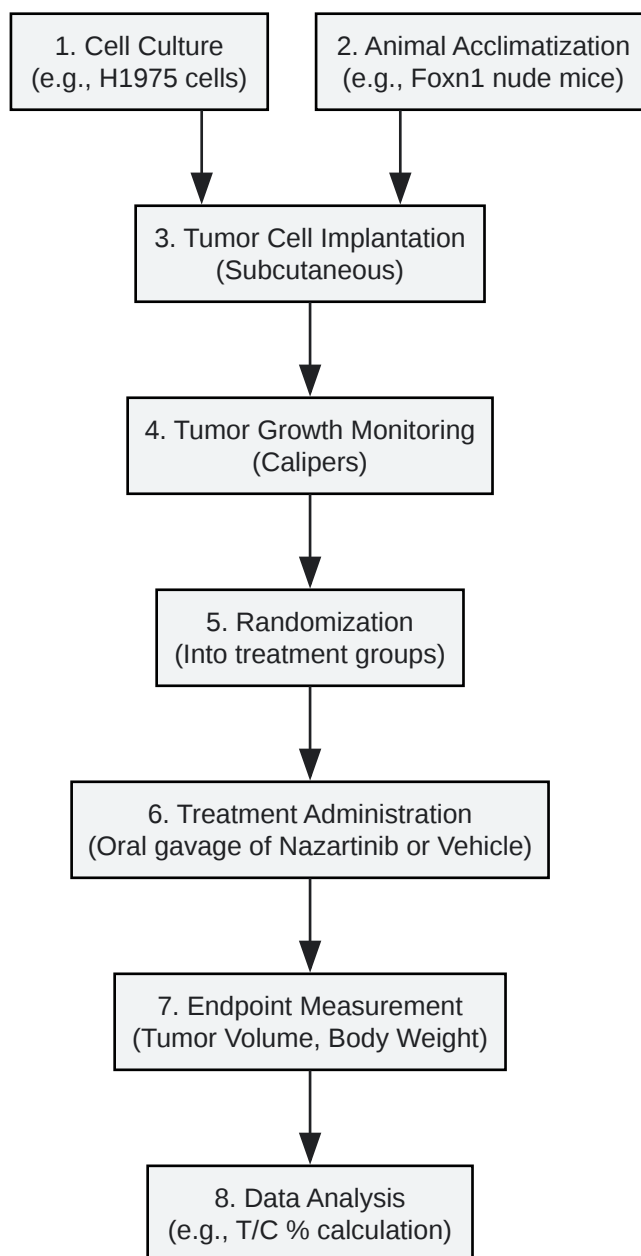 1. Cell Culture
(e.g., H1975 cells)
2. Animal Acclimatization
(e.g., Foxn1 nude mice)
3. Tumor Cell Implantation
(Subcutaneous)
4. Tumor Growth Monitoring
(Calipers)
5. Randomization
(Into treatment groups)
6. Treatment Administration
(Oral gavage of Nazartinib or Vehicle)
7. Endpoint Measurement
(Tumor Volume, Body Weight)
8. Data Analysis
(e.g., T/C % calculation)